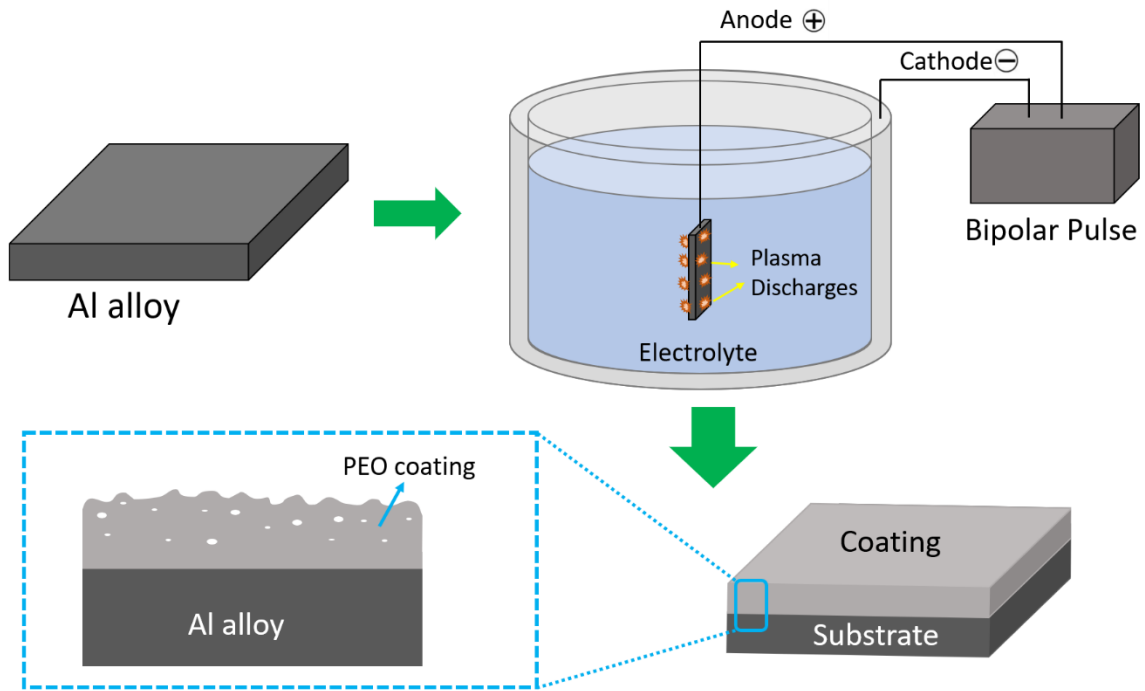 Anode ⊕
Cathode ⊖
Bipolar Pulse
Plasma
Discharges
Electrolyte
Al alloy
PEO coating
Al alloy
Coating
Substrate